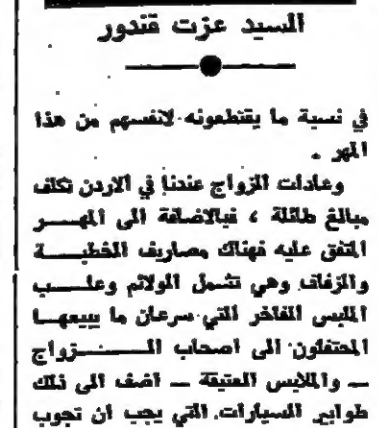 السيد عزت قندور
في نسبة ما يقتطعونه لانفسهم من هذا
المهر .
وعادات الزواج عندنا في الاردن تكلف
مبالغ طائلة ، فبالاضافة الى المهر
المتفق عليه فهناك مصاريف الخطبة
والزفاف وهي تشمل الولائم وعلب
الملبس الفاخر التي سرعان ما يبيعها
المحتفلون الى اصحاب الزواج
— والملابس العتيقة — اضف الى ذلك
طوابير السيارات التي يجب ان تجوب